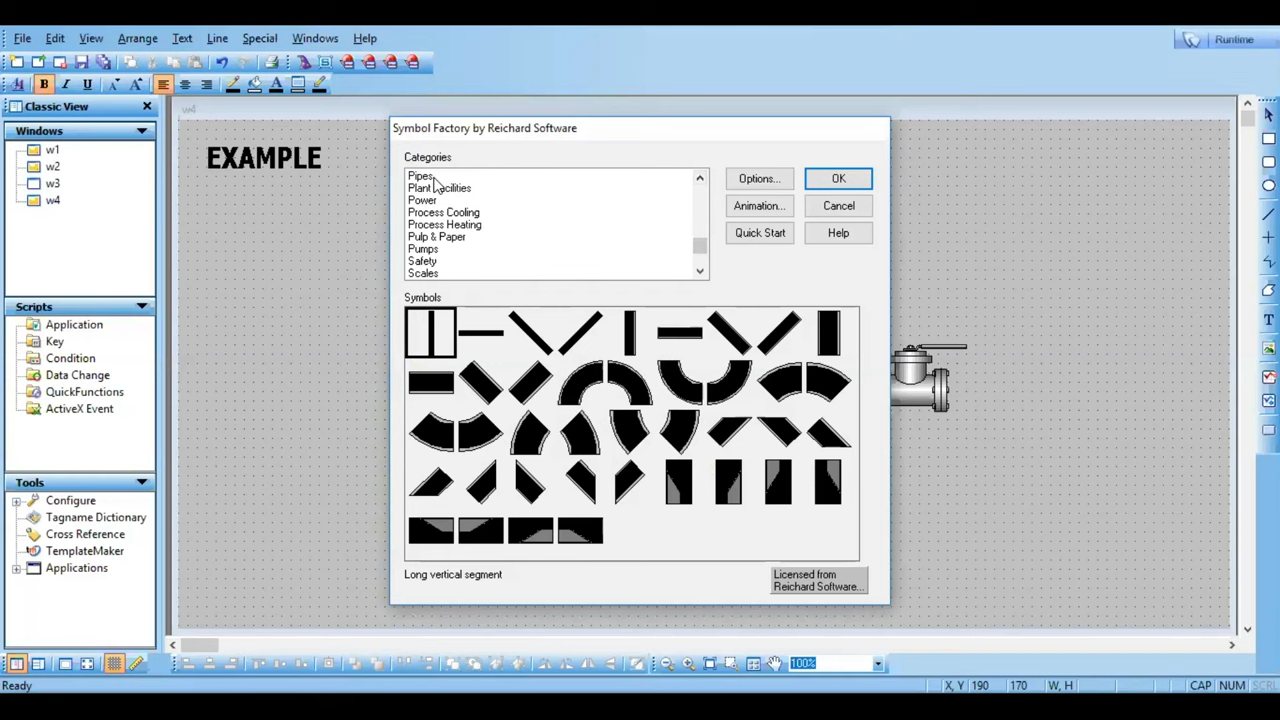 File Edit View Arrange Text Line Special Windows Help
Runtime
Classic View
Windows
w1
w2
w3
w4
Scripts
Application
Key
Condition
Data Change
QuickFunctions
ActiveX Event
Tools
Configure
Tagname Dictionary
Cross Reference
TemplateMaker
Applications
w4
EXAMPLE
Symbol Factory by Reichard Software
Categories
Pipes
Process Cooling
Power
Process Heating
Pulp & Paper
Pumps
Safety
Scales
Options...
OK
Animation...
Cancel
Quick Start
Help
Symbols
Long vertical segment
Licensed from
Reichard Software...
100%
Ready
X, Y 190 170 W, H
CAP NUM SCRL